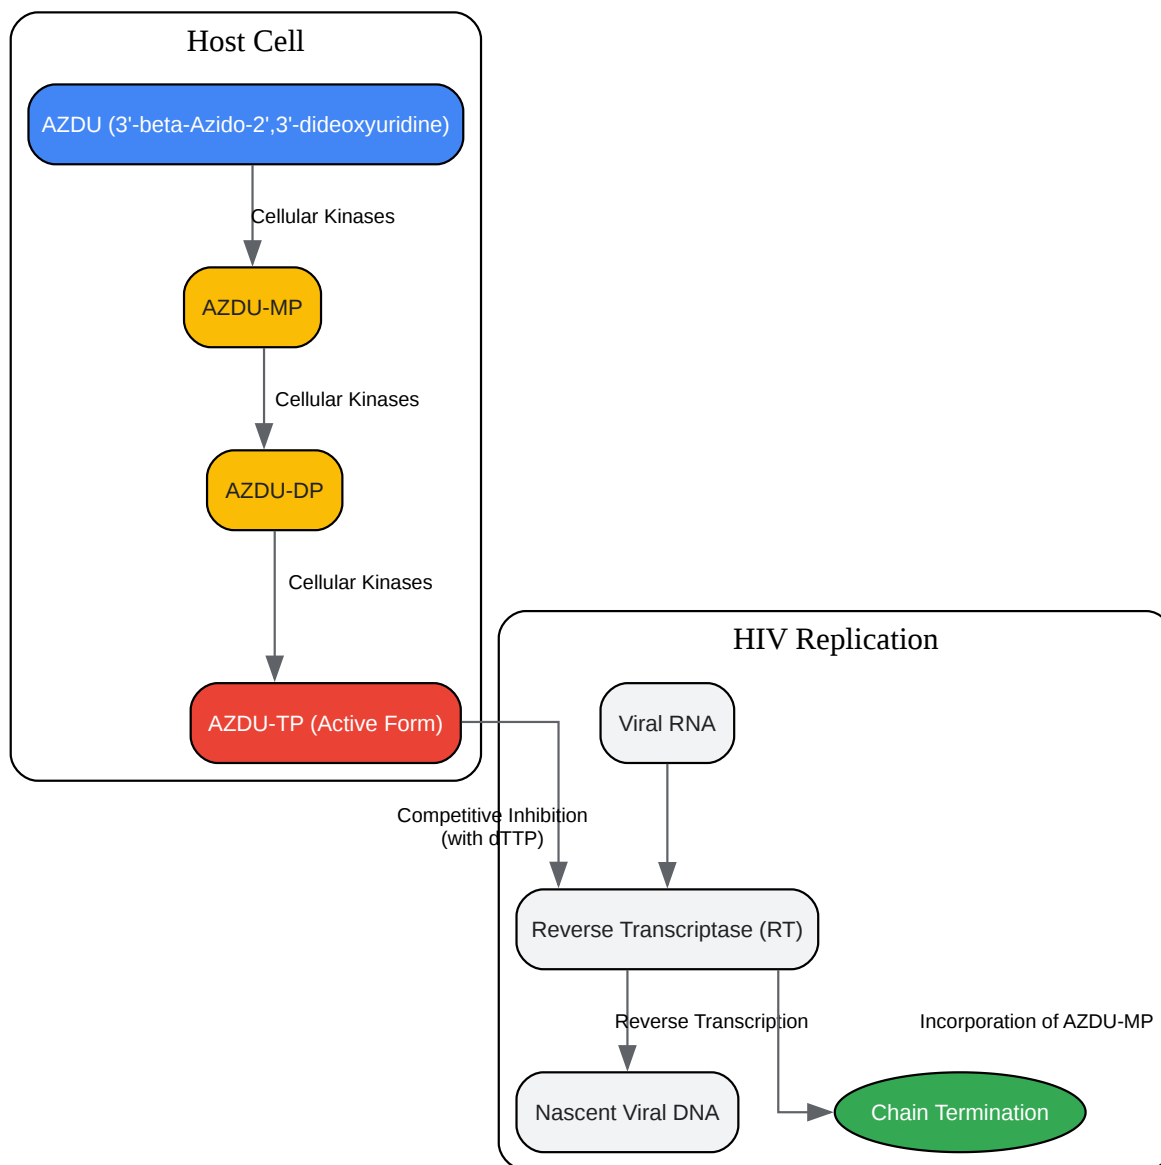 Host Cell
AZDU (3'-beta-Azido-2',3'-dideoxyuridine)
Cellular Kinases
AZDU-MP
Cellular Kinases
AZDU-DP
Cellular Kinases
AZDU-TP (Active Form)
HIV Replication
Viral RNA
Competitive Inhibition
(with dTTP)
Reverse Transcriptase (RT)
Reverse Transcription
Incorporation of AZDU-MP
Nascent Viral DNA
Chain Termination